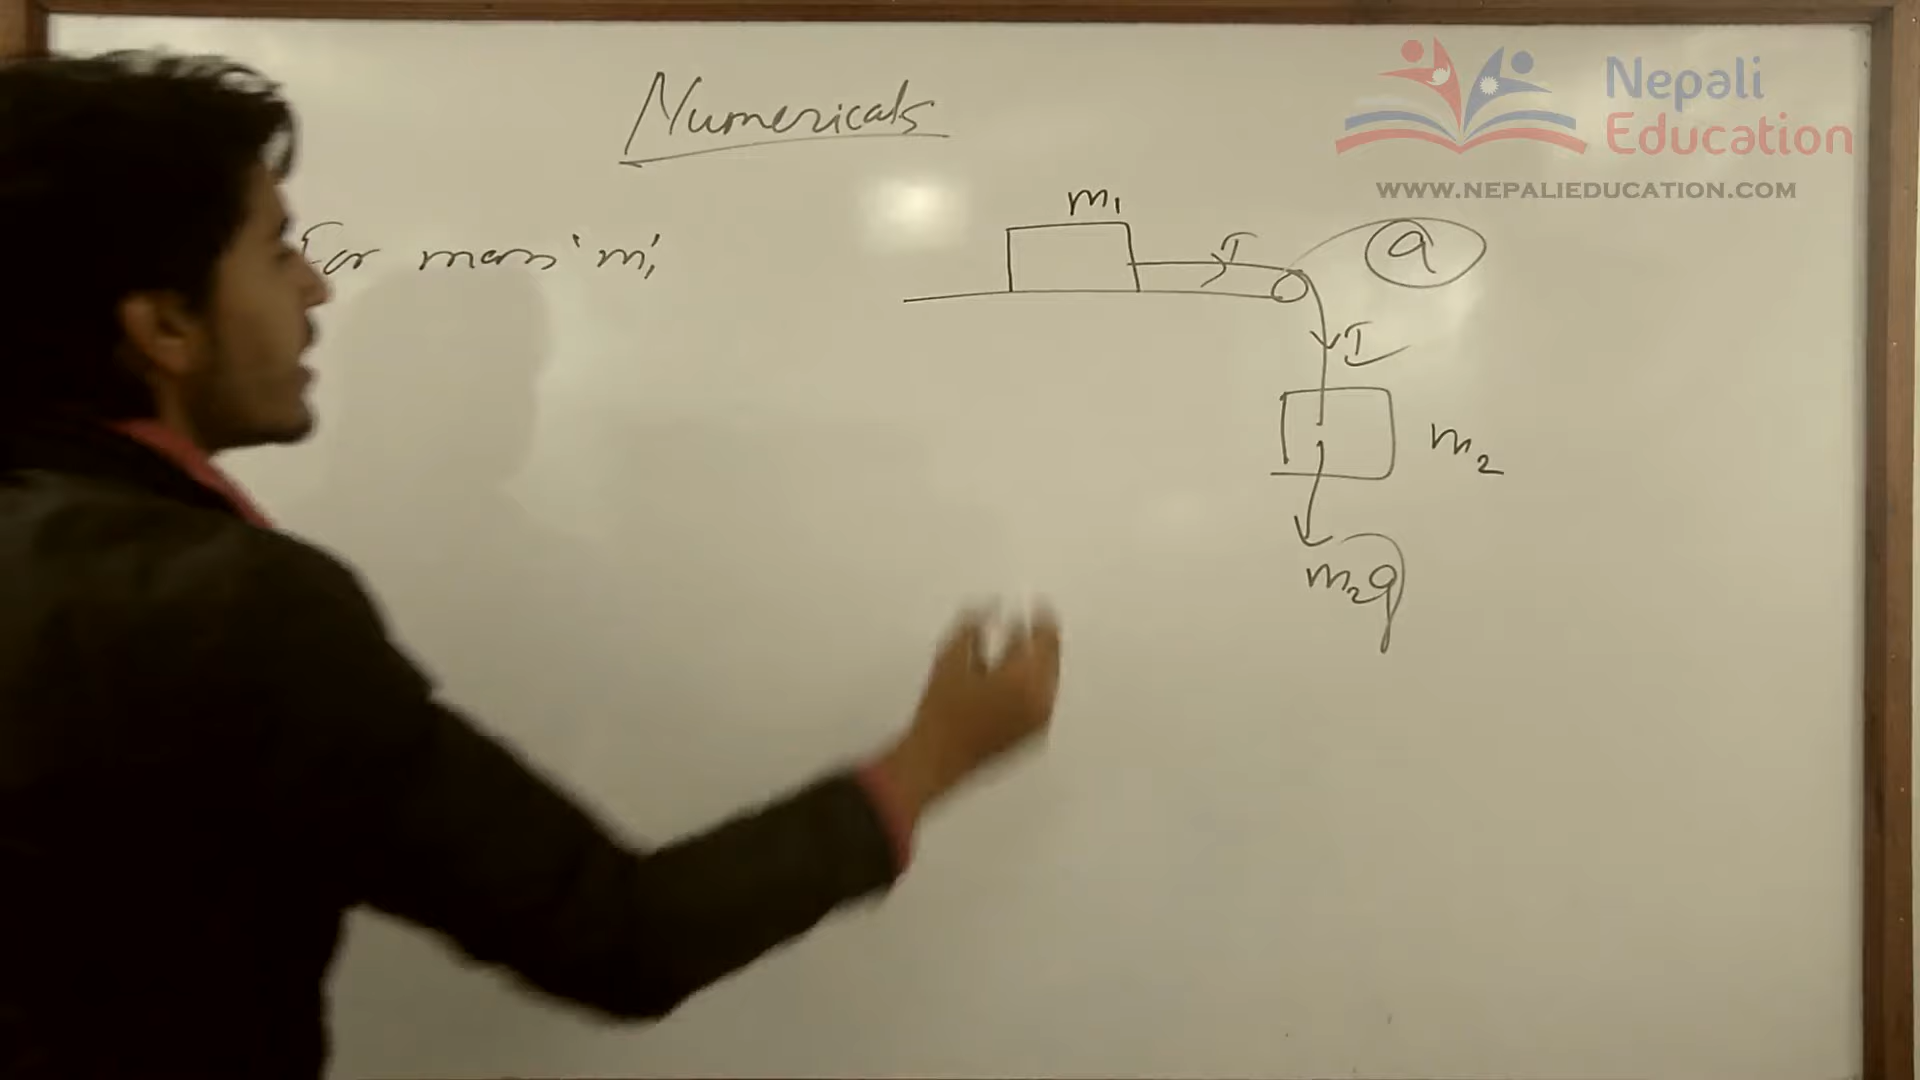 Numericals
Nepali
Education
WWW.NEPALIEDUCATION.COM
For mass 'm₁'
m₁
T
a
T
m₂
m₂g